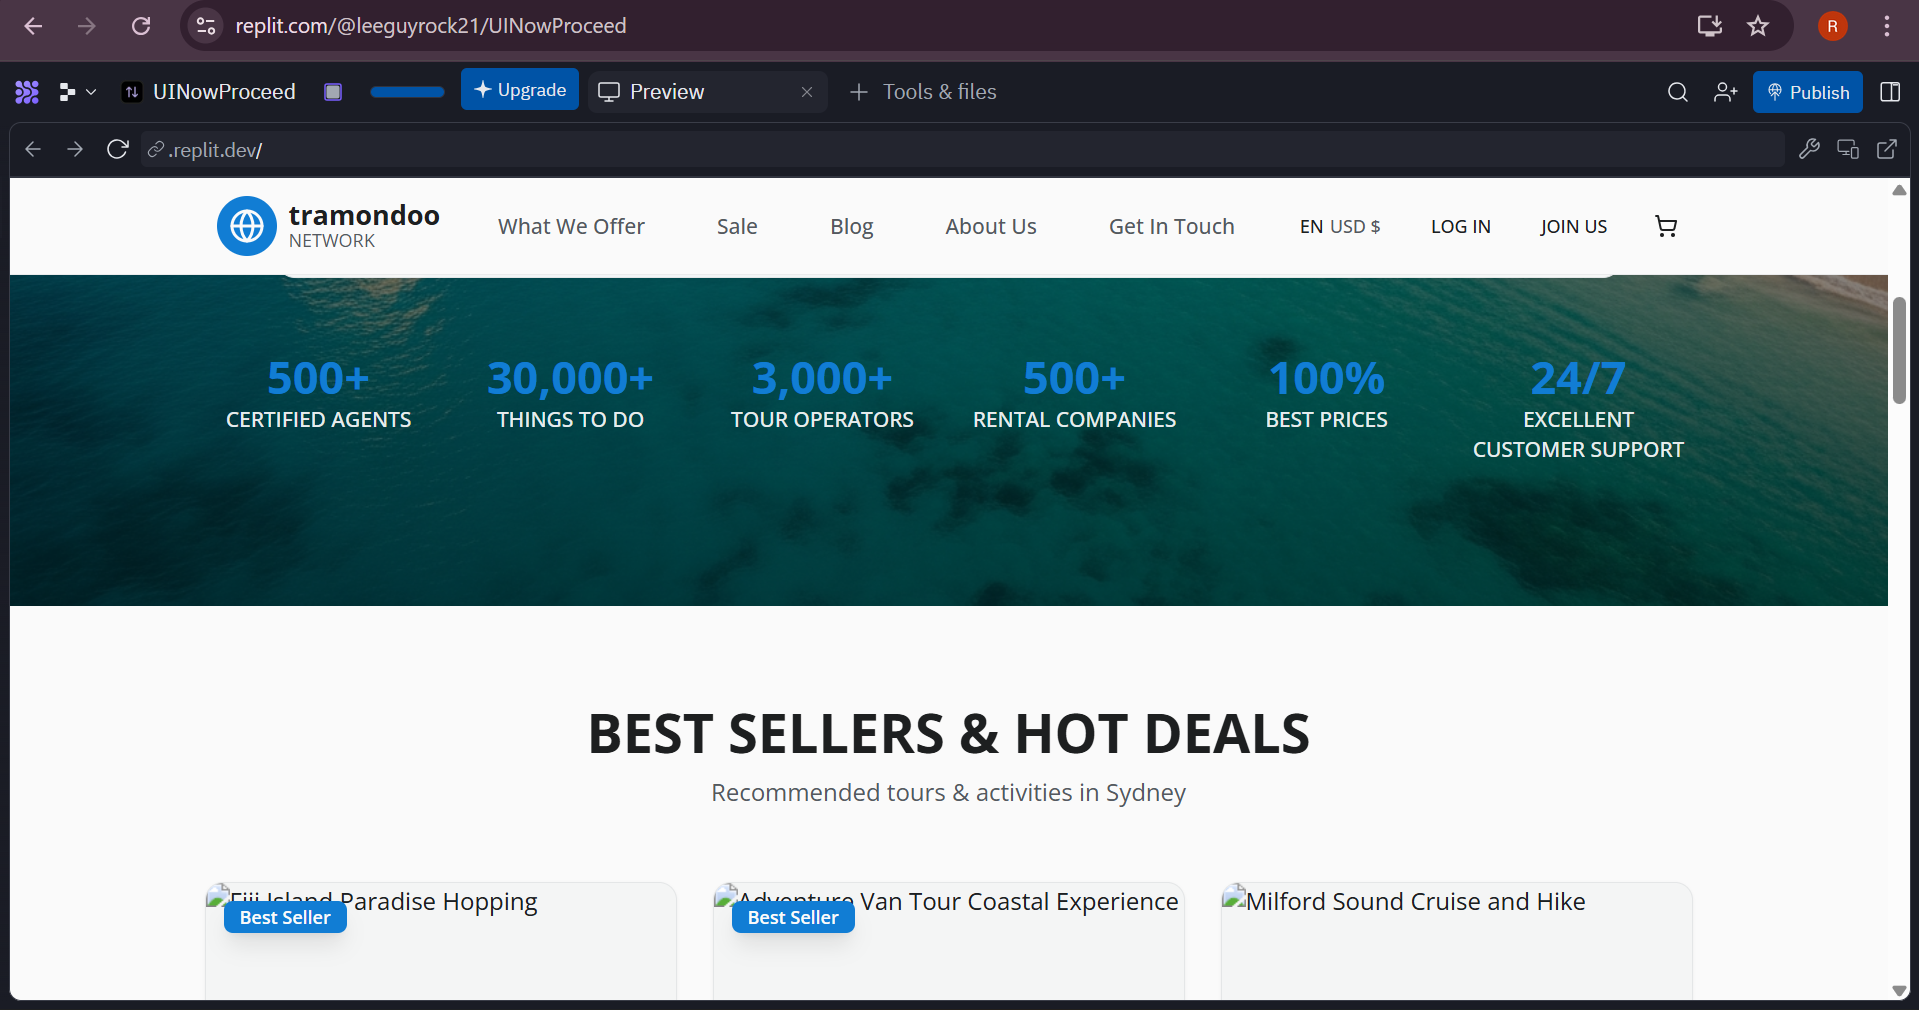 replit.com/@leeguyrock21/UINowProceed
R
UINowProceed
Upgrade
Preview
Tools & files
Publish
.replit.dev/
tramondoo
NETWORK
What We Offer
Sale
Blog
About Us
Get In Touch
EN USD $
LOG IN
JOIN US
500+
CERTIFIED AGENTS
30,000+
THINGS TO DO
3,000+
TOUR OPERATORS
500+
RENTAL COMPANIES
100%
BEST PRICES
24/7
EXCELLENT
CUSTOMER SUPPORT
BEST SELLERS & HOT DEALS
Recommended tours & activities in Sydney
Fiji Island Paradise Hopping
Best Seller
Adventure Van Tour Coastal Experience
Best Seller
Milford Sound Cruise and Hike